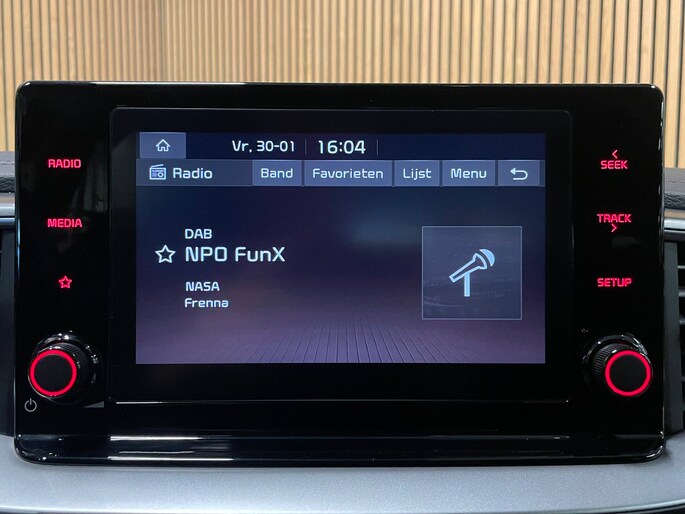 Vr. 30-01 16:04
RADIO
Radio Band Favorieten Lijst Menu
SEEK
MEDIA
TRACK
DAB
NPO FunX
NASA
Frenna
SETUP